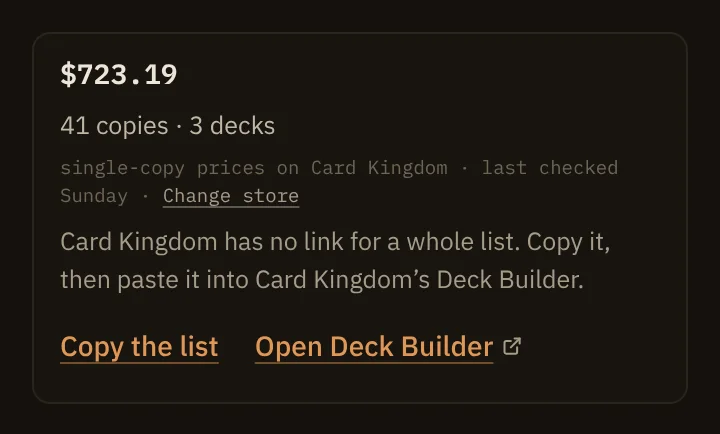 $723.19
41 copies · 3 decks
single-copy prices on Card Kingdom · last checked
Sunday · Change store
Card Kingdom has no link for a whole list. Copy it,
then paste it into Card Kingdom’s Deck Builder.
Copy the list Open Deck Builder